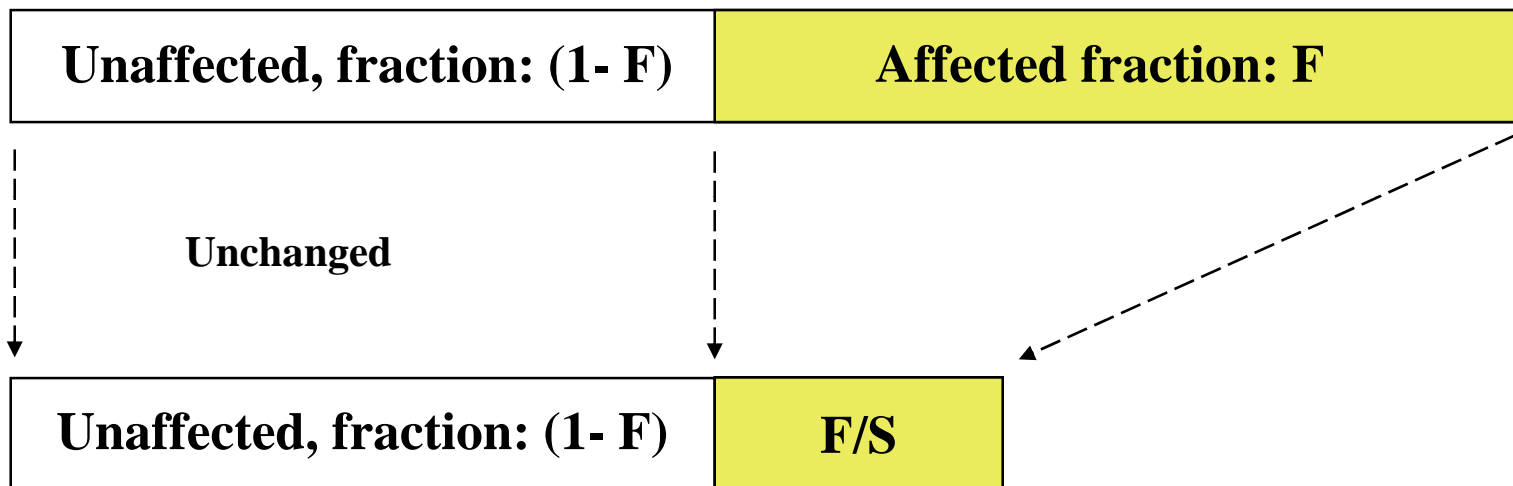 Unaffected, fraction: (1- F)
Affected fraction: F
Unchanged
Unaffected, fraction: (1- F)
F/S